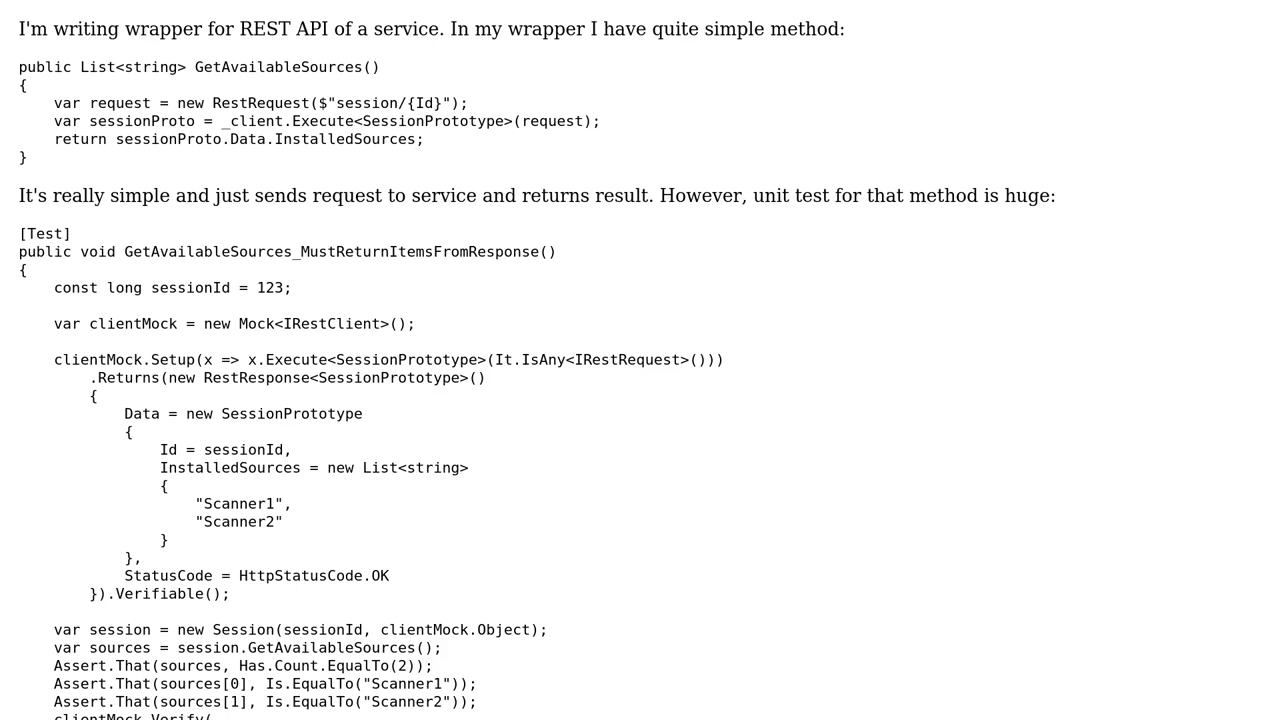 I'm writing wrapper for REST API of a service. In my wrapper I have quite simple method:
public List<string> GetAvailableSources()
{
    var request = new RestRequest($"session/{Id}");
    var sessionProto = _client.Execute<SessionPrototype>(request);
    return sessionProto.Data.InstalledSources;
}
It's really simple and just sends request to service and returns result. However, unit test for that method is huge:
[Test]
public void GetAvailableSources_MustReturnItemsFromResponse()
{
    const long sessionId = 123;
    var clientMock = new Mock<IRestClient>();
    clientMock.Setup(x => x.Execute<SessionPrototype>(It.IsAny<IRestRequest>()))
        .Returns(new RestResponse<SessionPrototype>()
        {
            Data = new SessionPrototype
            {
                Id = sessionId,
                InstalledSources = new List<string>
                {
                    "Scanner1",
                    "Scanner2"
                }
            },
            StatusCode = HttpStatusCode.OK
        }).Verifiable();
    var session = new Session(sessionId, clientMock.Object);
    var sources = session.GetAvailableSources();
    Assert.That(sources, Has.Count.EqualTo(2));
    Assert.That(sources[0], Is.EqualTo("Scanner1"));
    Assert.That(sources[1], Is.EqualTo("Scanner2"));
    clientMock.Verify(